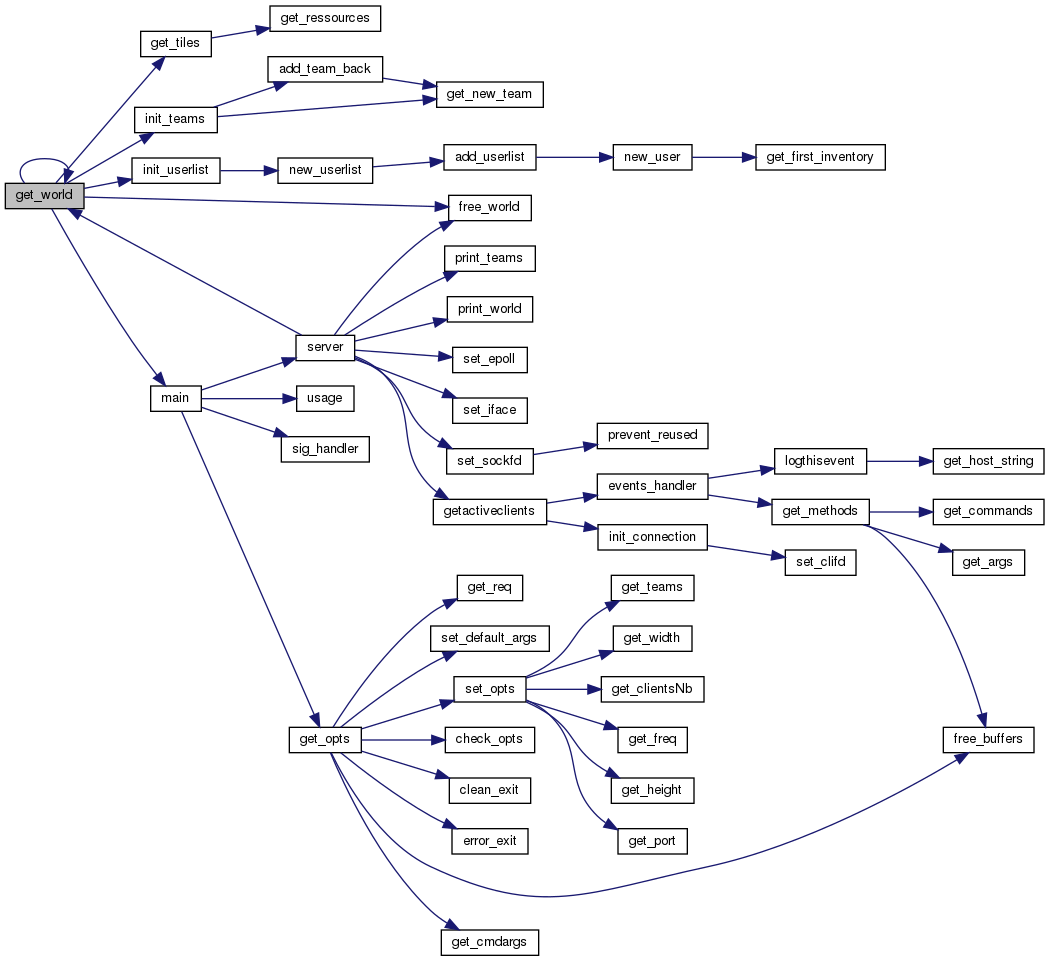 get_ressources
get_tiles
add_team_back
get_new_team
init_teams
add_userlist
new_user
get_first_inventory
init_userlist
new_userlist
get_world
free_world
print_teams
print_world
server
set_epoll
main
usage
set_iface
prevent_reused
sig_handler
set_sockfd
logthisevent
get_host_string
events_handler
getactiveclients
get_methods
get_commands
init_connection
set_clifd
get_args
get_req
get_teams
set_default_args
get_width
set_opts
get_clientsNb
get_opts
check_opts
get_freq
free_buffers
clean_exit
get_height
error_exit
get_port
get_cmdargs